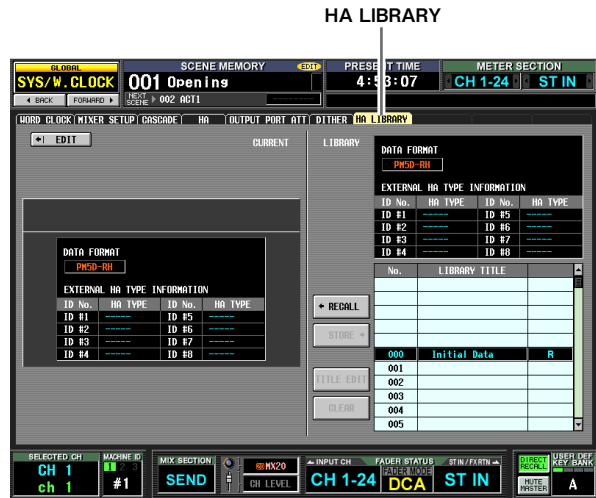 HA LIBRARY
GLOBAL SCENE MEMORY EDIT PRESENT TIME METER SECTION
SYS/W.CLOCK 001 Opening 4:53:07 CH 1-24 ST IN
BACK FORWARD NEXT SCENE 002 ACT1
WORD CLOCK MIXER SETUP CASCADE HA OUTPUT PORT ATT DITHER HA LIBRARY
EDIT CURRENT LIBRARY
DATA FORMAT
PM5D-RH
EXTERNAL HA TYPE INFORMATION
ID No. HA TYPE ID No. HA TYPE
ID #1 ----- ID #5 -----
ID #2 ----- ID #6 -----
ID #3 ----- ID #7 -----
ID #4 ----- ID #8 -----
DATA FORMAT
PM5D-RH
EXTERNAL HA TYPE INFORMATION
ID No. HA TYPE ID No. HA TYPE
ID #1 ----- ID #5 -----
ID #2 ----- ID #6 -----
ID #3 ----- ID #7 -----
ID #4 ----- ID #8 -----
RECALL
STORE
TITLE EDIT
CLEAR
No. LIBRARY TITLE
000 Initial Data R
001
002
003
004
005
SELECTED CH MACHINE ID MIX SECTION MX20 INPUT CH FADER STATUS ST IN/FXRTN DIRECT RECALL USER DEF KEY BANK
CH 1 1 2 3 SEND CH LEVEL CH 1-24 FADER MODE DCA ST IN MUTE MASTER A
ch 1 #1